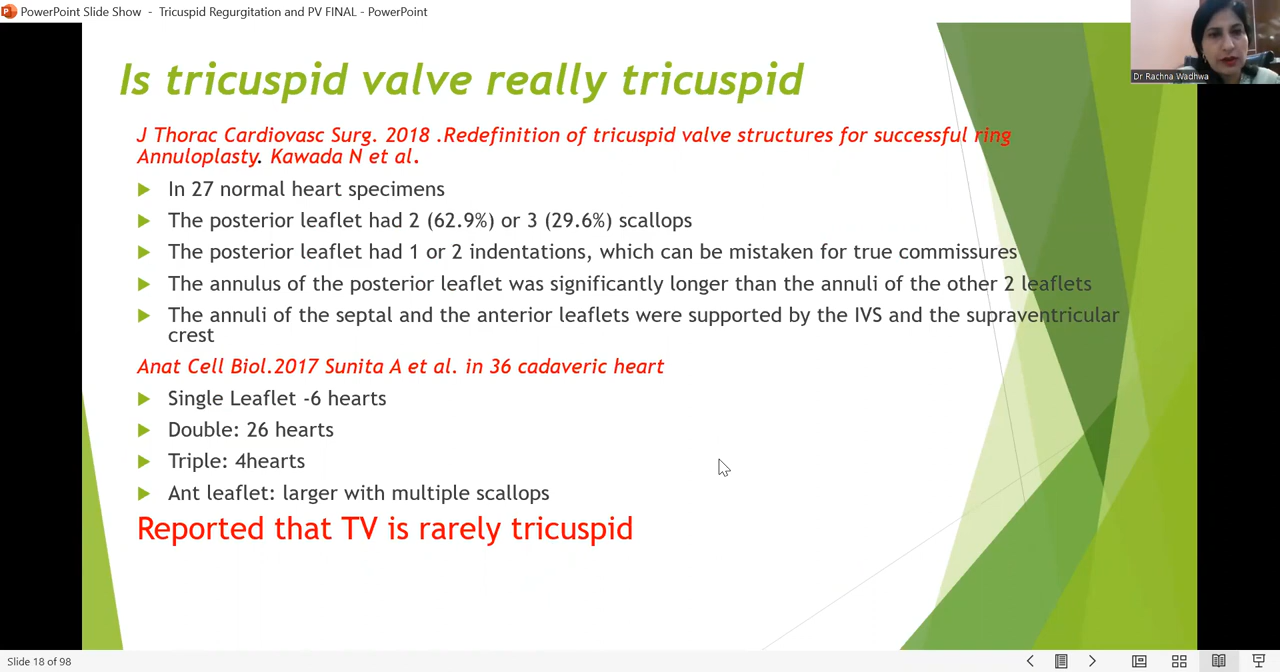 PowerPoint Slide Show - Tricuspid Regurgitation and PV FINAL - PowerPoint
Dr Rachna Wadhwa
Is tricuspid valve really tricuspid
J Thorac Cardiovasc Surg. 2018 .Redefinition of tricuspid valve structures for successful ring
Annuloplasty. Kawada N et al.
In 27 normal heart specimens
The posterior leaflet had 2 (62.9%) or 3 (29.6%) scallops
The posterior leaflet had 1 or 2 indentations, which can be mistaken for true commissures
The annulus of the posterior leaflet was significantly longer than the annuli of the other 2 leaflets
The annuli of the septal and the anterior leaflets were supported by the IVS and the supraventricular
crest
Anat Cell Biol.2017 Sunita A et al. in 36 cadaveric heart
Single Leaflet -6 hearts
Double: 26 hearts
Triple: 4hearts
Ant leaflet: larger with multiple scallops
Reported that TV is rarely tricuspid
Slide 18 of 98